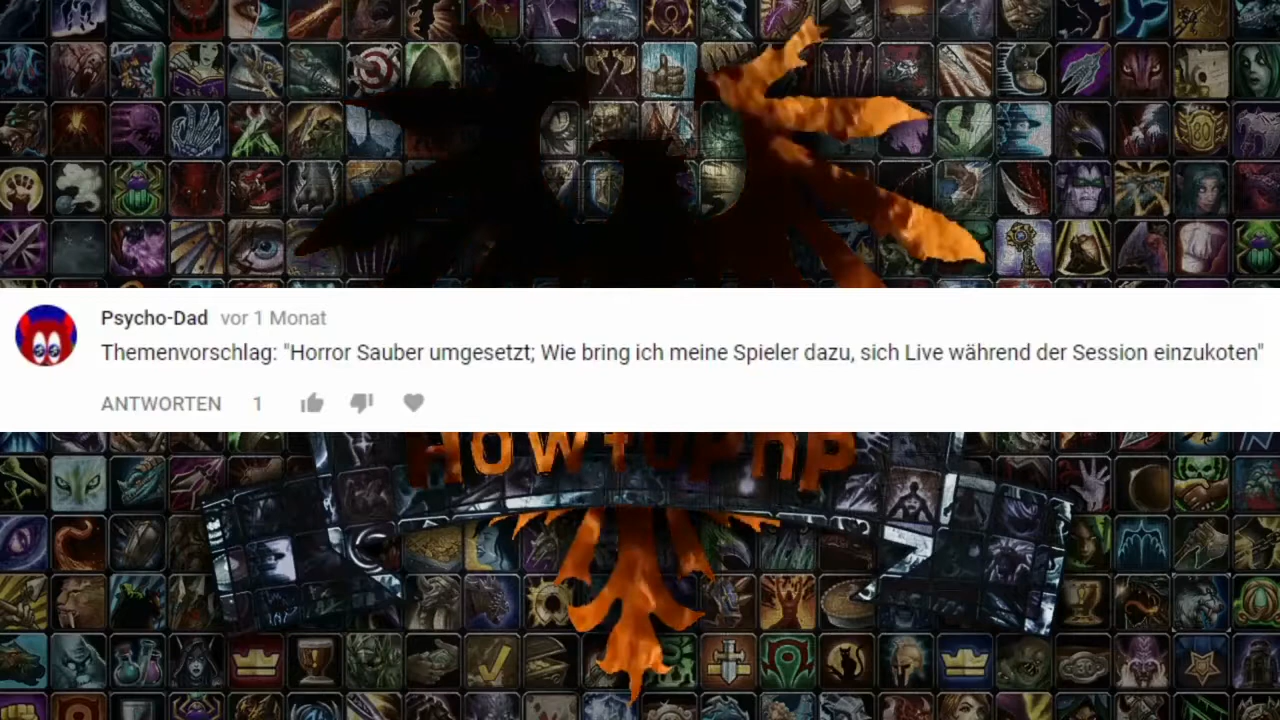 Psycho-Dad vor 1 Monat
Themenvorschlag: "Horror Sauber umgesetzt; Wie bring ich meine Spieler dazu, sich Live während der Session einzukoten"
ANTWORTEN 1
HowtoPnP